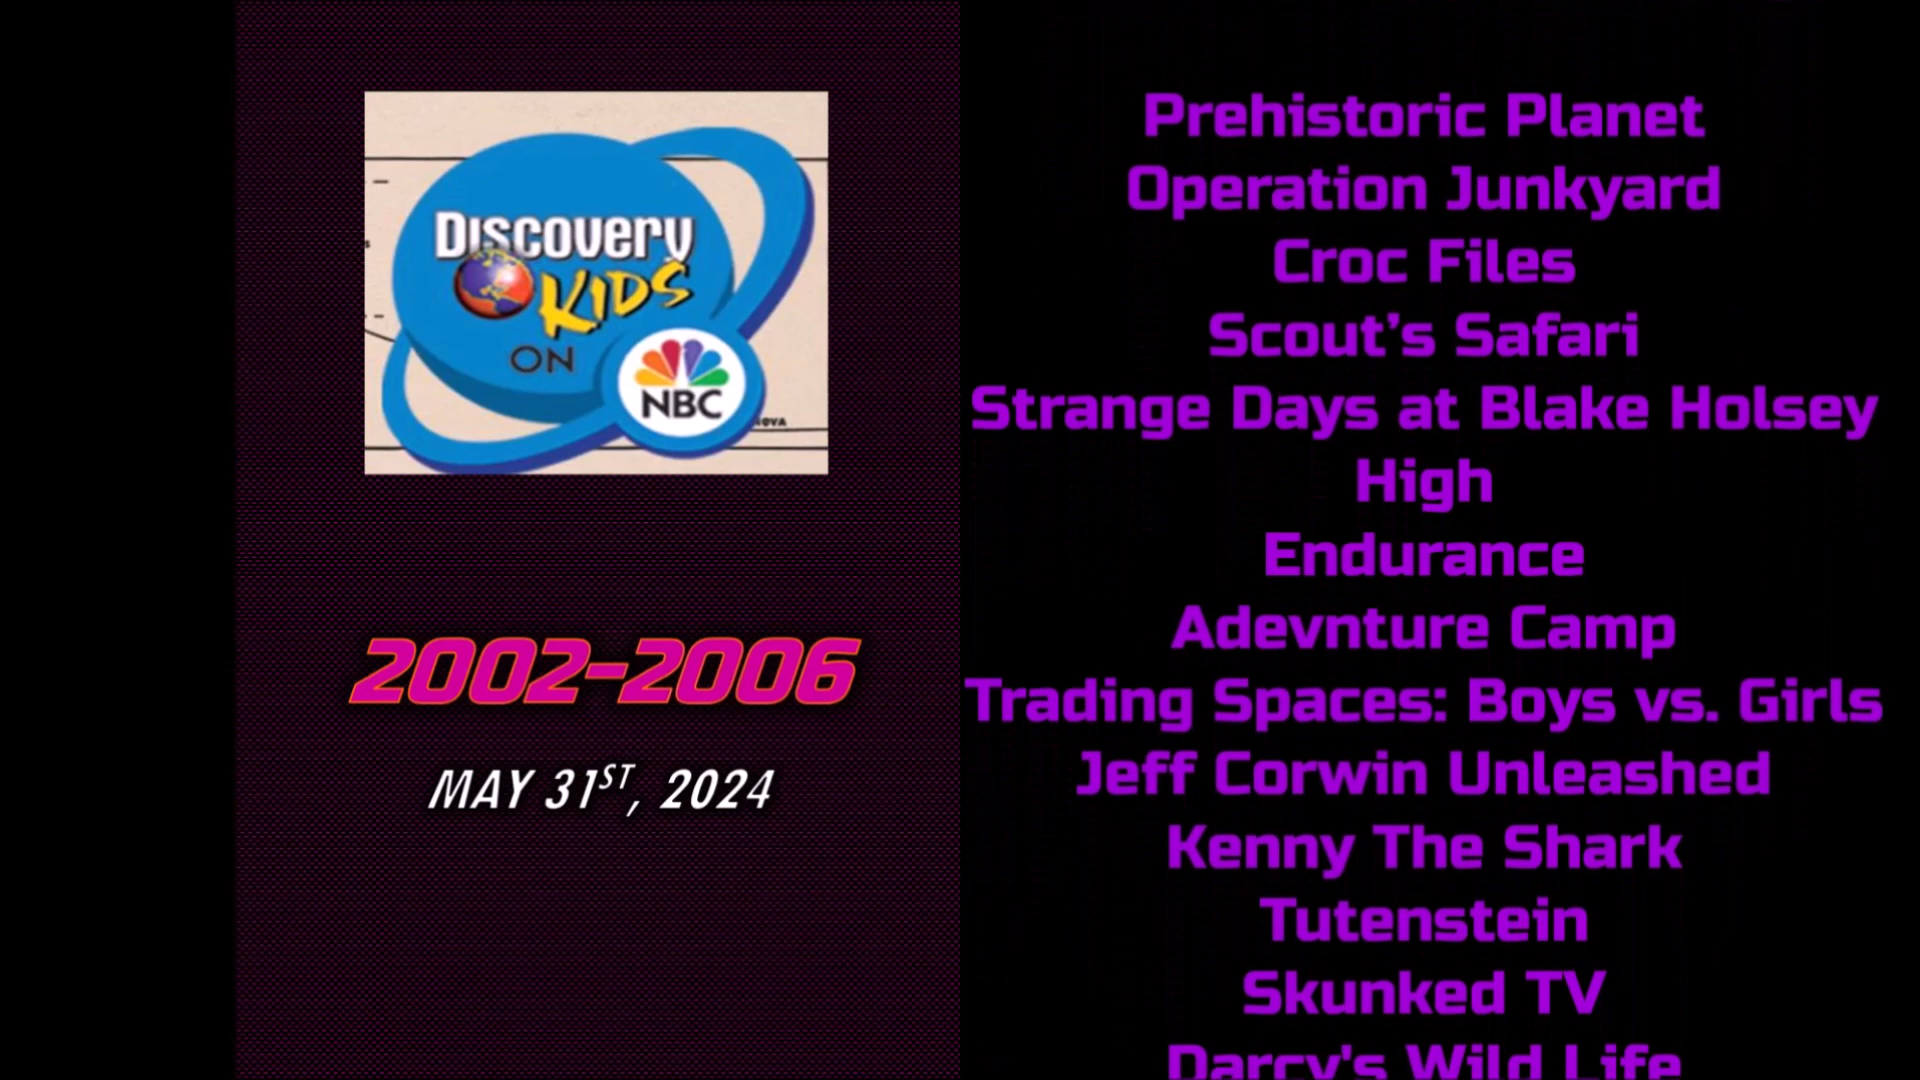 Discovery
KIDS
ON
NBC
OVA
2002-2006
MAY 31ST, 2024
Prehistoric Planet
Operation Junkyard
Croc Files
Scout’s Safari
Strange Days at Blake Holsey
High
Endurance
Adevnture Camp
Trading Spaces: Boys vs. Girls
Jeff Corwin Unleashed
Kenny The Shark
Tutenstein
Skunked TV
Darcy's Wild Life